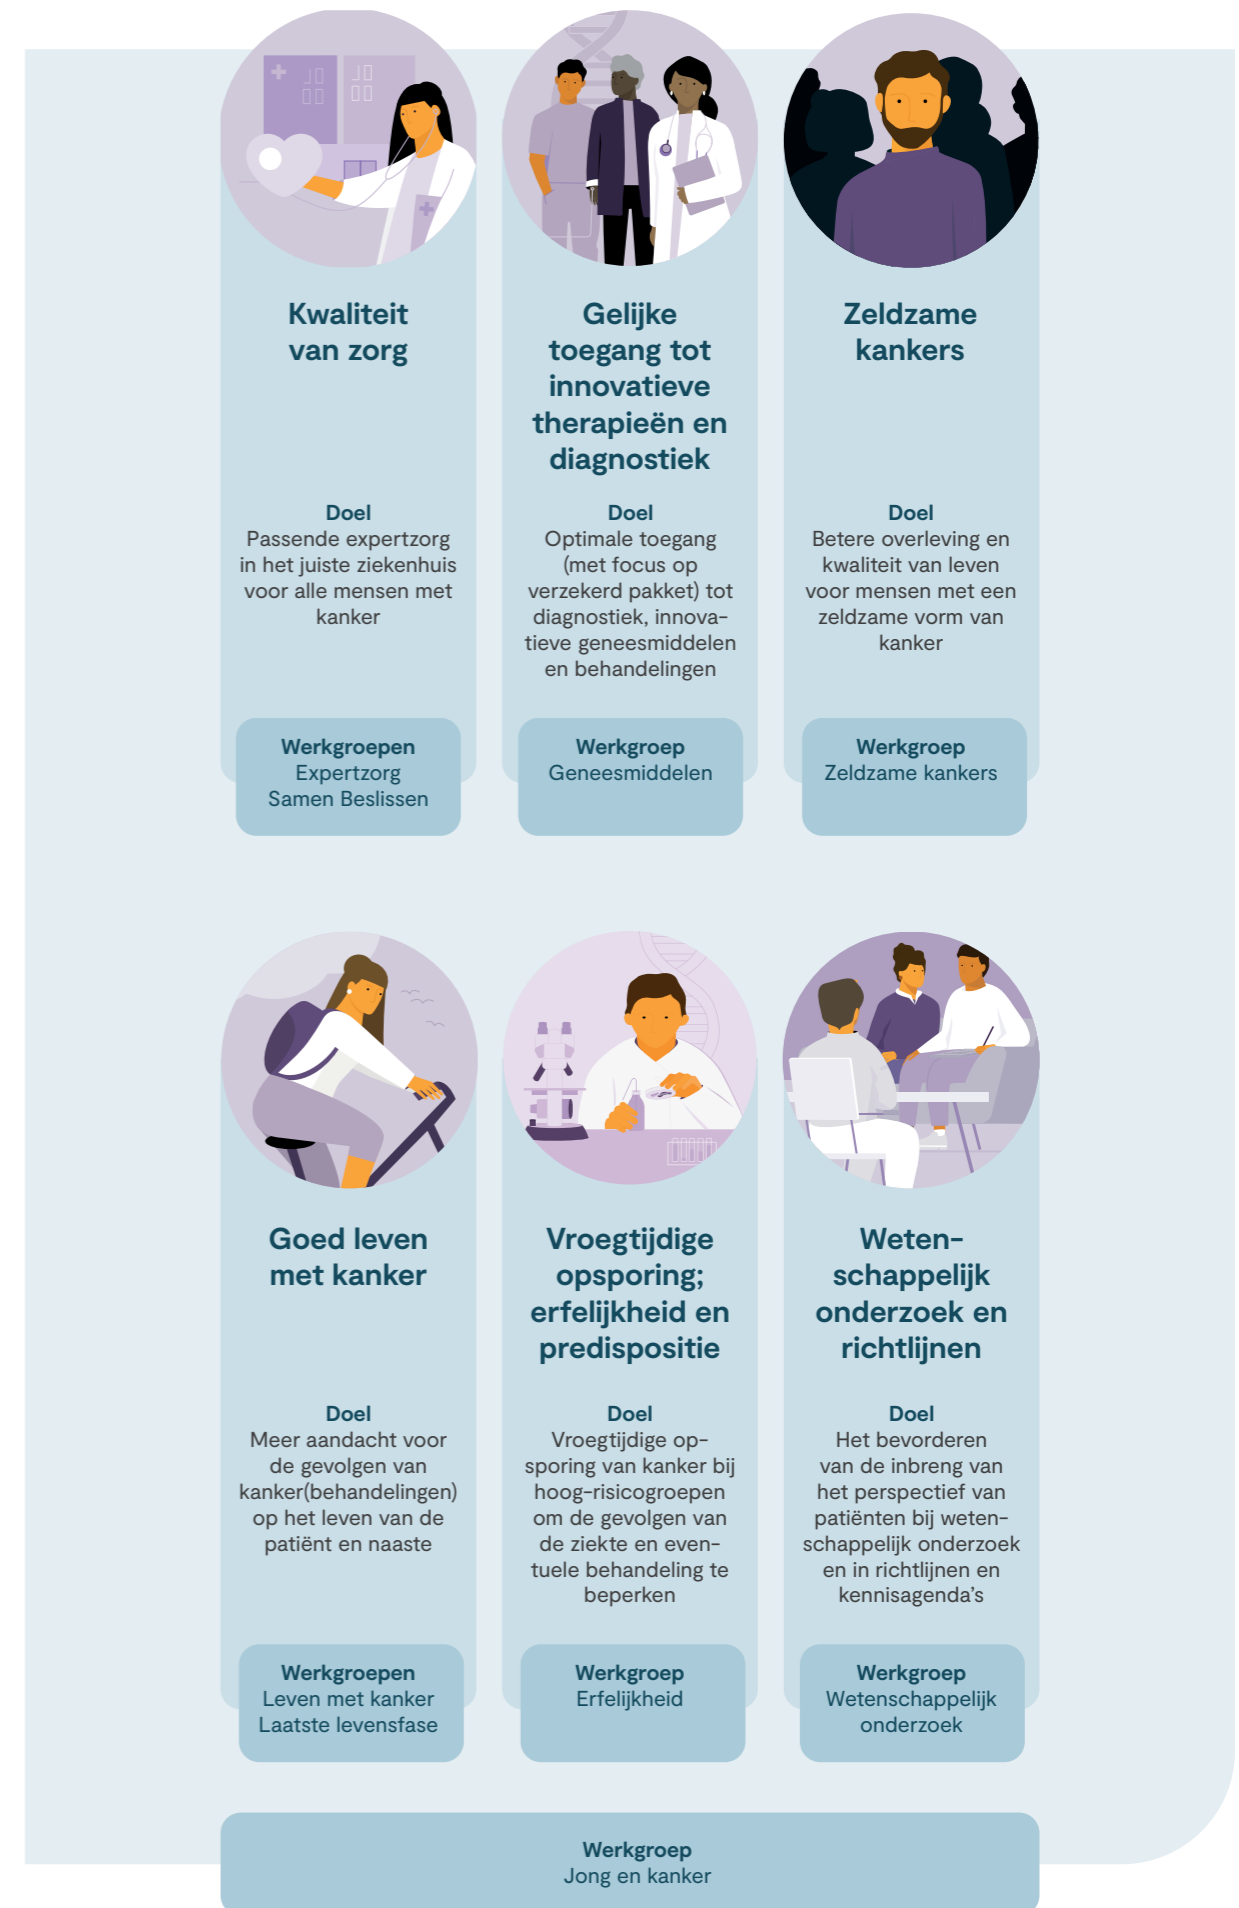 Kwaliteit
van zorg
Doel
Passende expertzorg
in het juiste ziekenhuis
voor alle mensen met
kanker
Werkgroepen
Expertzorg
Samen Beslissen
Gelijke
toegang tot
innovatieve
therapieën en
diagnostiek
Doel
Optimale toegang
(met focus op
verzekerd pakket) tot
diagnostiek, innova-
tieve geneesmiddelen
en behandelingen
Werkgroep
Geneesmiddelen
Zeldzame
kankers
Doel
Betere overleving en
kwaliteit van leven
voor mensen met een
zeldzame vorm van
kanker
Werkgroep
Zeldzame kankers
Goed leven
met kanker
Doel
Meer aandacht voor
de gevolgen van
kanker(behandelingen)
op het leven van de
patiënt en naaste
Werkgroepen
Leven met kanker
Laatste levensfase
Vroegtijdige
opsporing;
erfelijkheid en
predispositie
Doel
Vroegtijdige op-
sporing van kanker bij
hoog-risicogroepen
om de gevolgen van
de ziekte en even-
tuele behandeling te
beperken
Werkgroep
Erfelijkheid
Weten-
schappelijk
onderzoek en
richtlijnen
Doel
Het bevorderen
van de inbreng van
het perspectief van
patiënten bij weten-
schappelijk onderzoek
en in richtlijnen en
kennisagenda’s
Werkgroep
Wetenschappelijk
onderzoek
Werkgroep
Jong en kanker